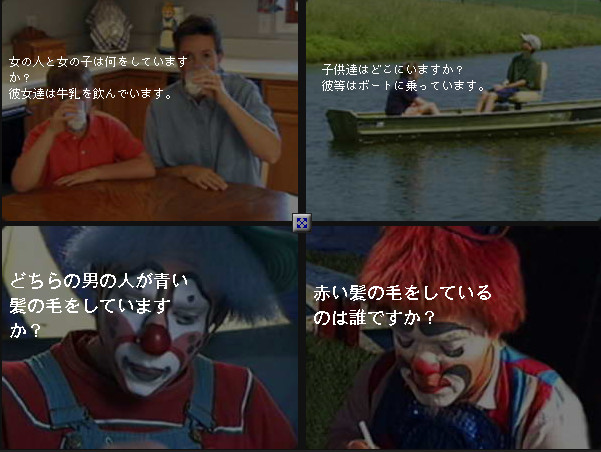 女の人と女の子は何をしています
か?
彼女達は牛乳を飲んでいます。
子供達はどこにいますか?
彼等はボートに乗っています。
どちらの男の人が青い
髪の毛をしています
か?
赤い髪の毛をしている
のは誰ですか?